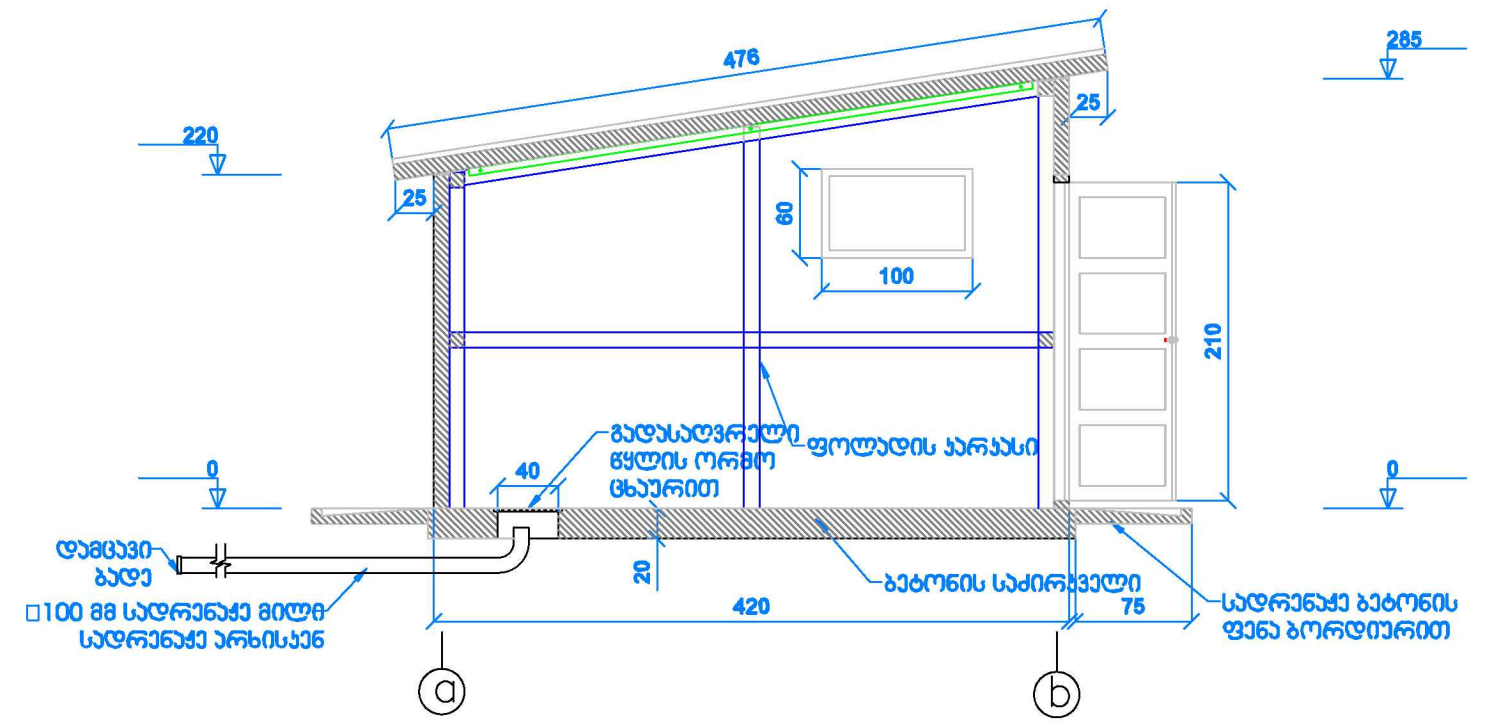 476
285
220
25
25
60
100
210
გადასაღვრელი
წყლის ორმო
ცხაურით
ფოლადის კარკასი
40
0
0
დამცავი
ბადე
20
ბეტონის საძირკველი
□100 მმ სადრენაჟე მილი
სადრენაჟე არხისკენ
420
75
სადრენაჟე ბეტონის
ფენა ბორდიურით
a
b